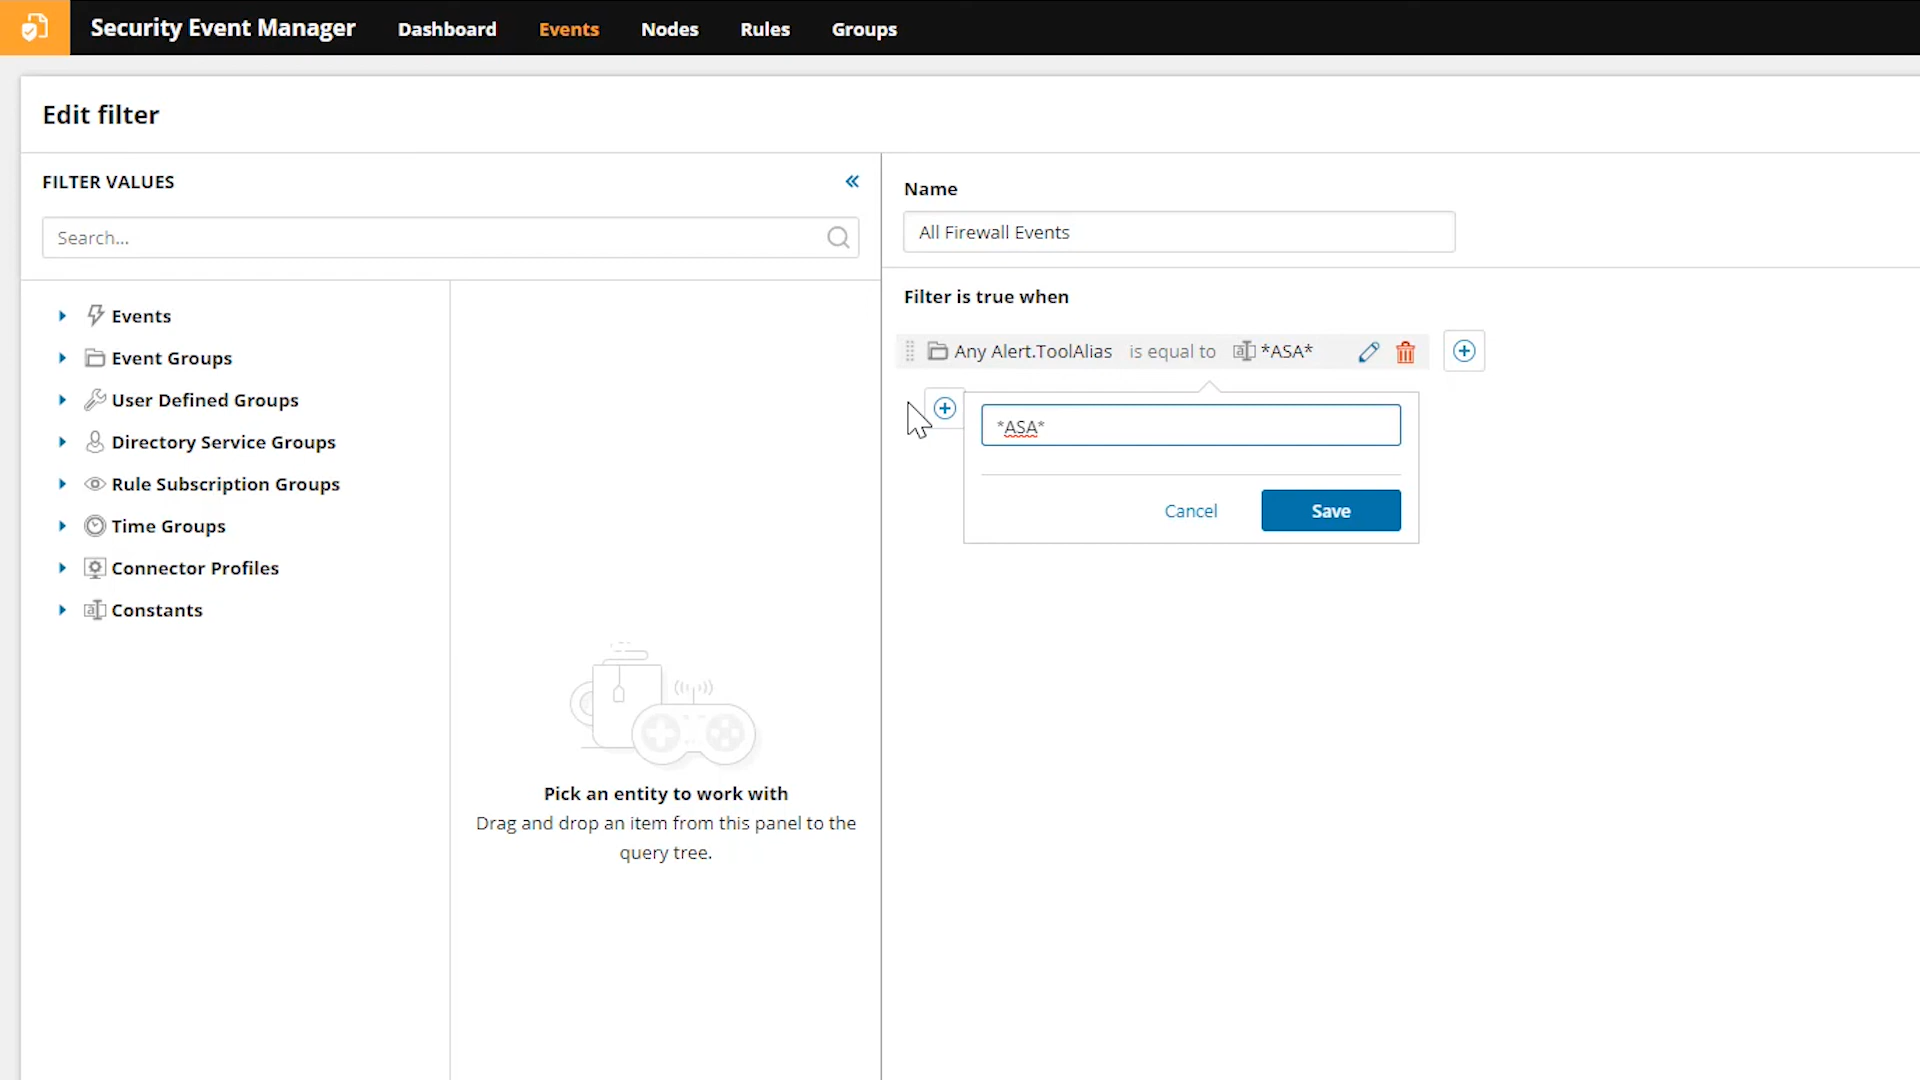 Security Event Manager Dashboard Events Nodes Rules Groups
Edit filter
FILTER VALUES
Search...
Events
Event Groups
User Defined Groups
Directory Service Groups
Rule Subscription Groups
Time Groups
Connector Profiles
Constants
Pick an entity to work with
Drag and drop an item from this panel to the
query tree.
Name
All Firewall Events
Filter is true when
Any Alert.ToolAlias is equal to *ASA*
*ASA*
Cancel Save